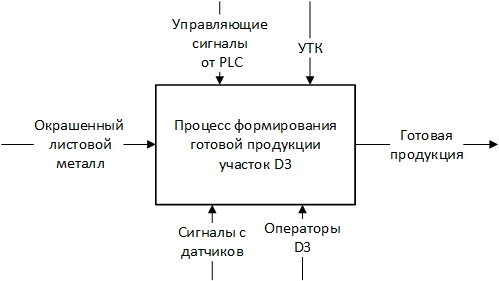 Управляющие
сигналы
от PLC
УТК
Окрашенный
листовой
металл
Процесс формирования
готовой продукции
участок D3
Готовая
продукция
Сигналы с
датчиков
Операторы
D3